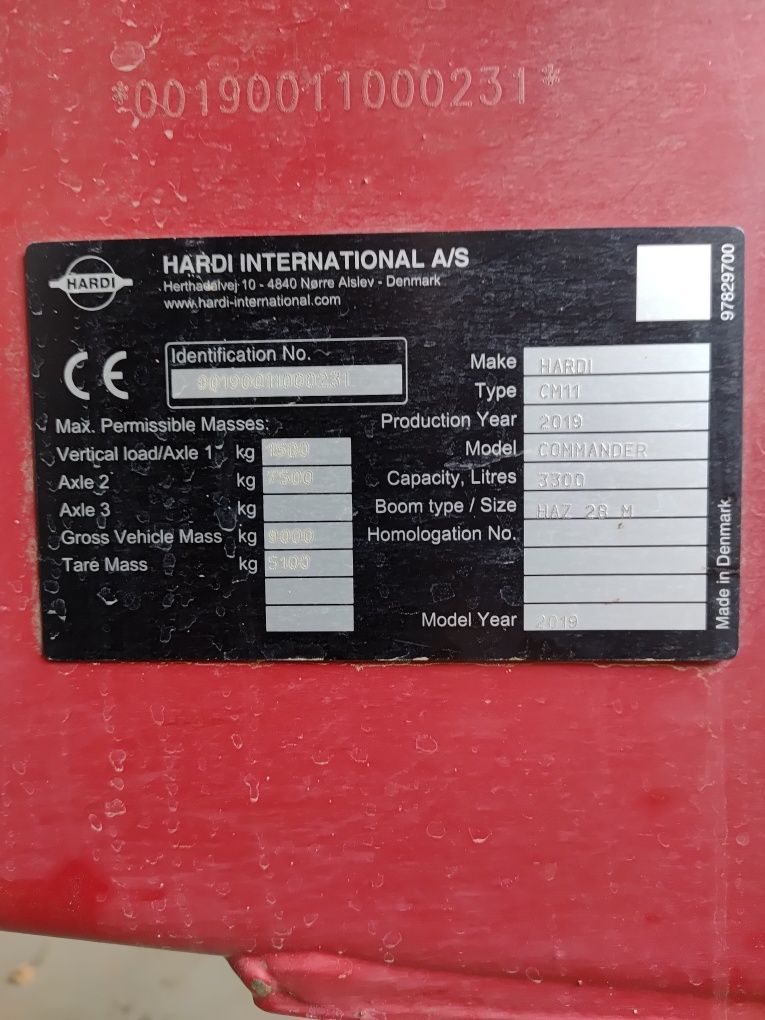 *00190011000231*
HARDI
HARDI INTERNATIONAL A/S
Herthadalvej 10 - 4840 Nørre Alslev - Denmark
www.hardi-international.com
97829700
CE
Identification No.
00190011000231
Max. Permissible Masses:
Vertical load/Axle 1 kg 1500
Axle 2 kg 7500
Axle 3 kg
Gross Vehicle Mass kg 9000
Tare Mass kg 5100
Make HARDI
Type CM11
Production Year 2019
Model COMMANDER
Capacity, Litres 3300
Boom type / Size HAZ 28 M
Homologation No.
Model Year 2019
Made in Denmark